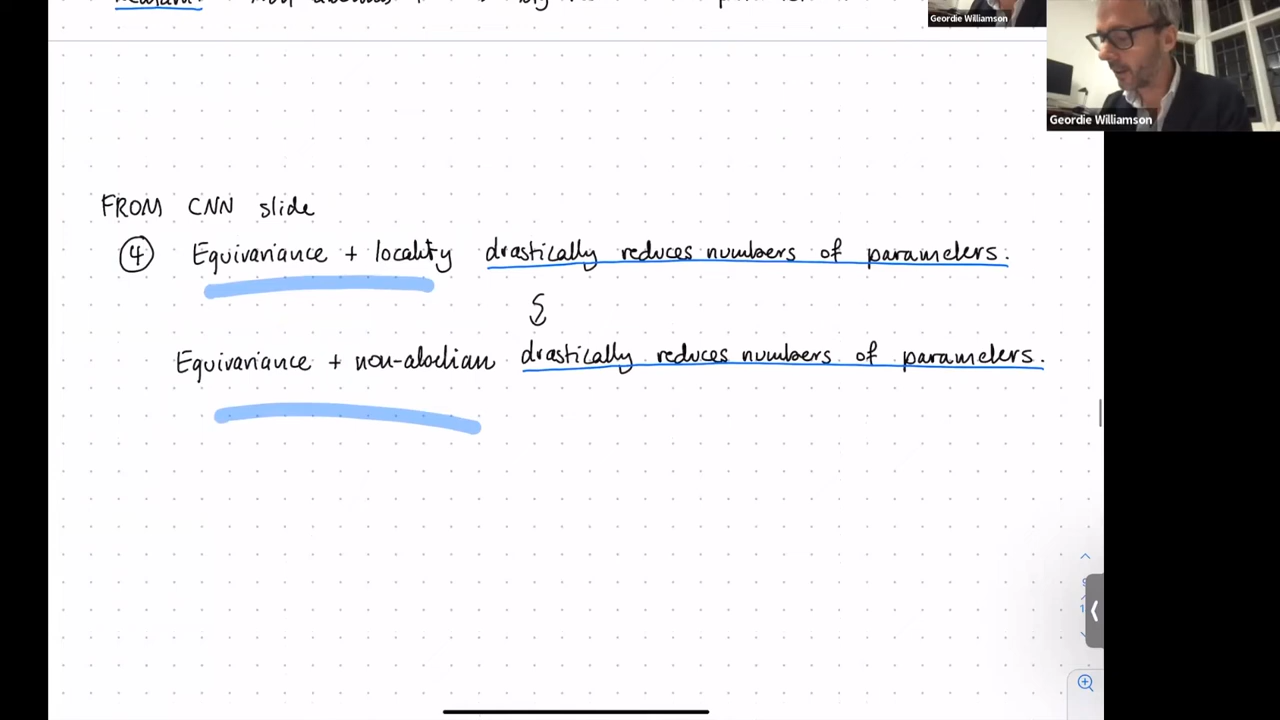 Geordie Williamson
Geordie Williamson
FROM CNN slide
④ Equivariance + locality drastically reduces numbers of parameters.
Equivariance + non-abelian drastically reduces numbers of parameters.